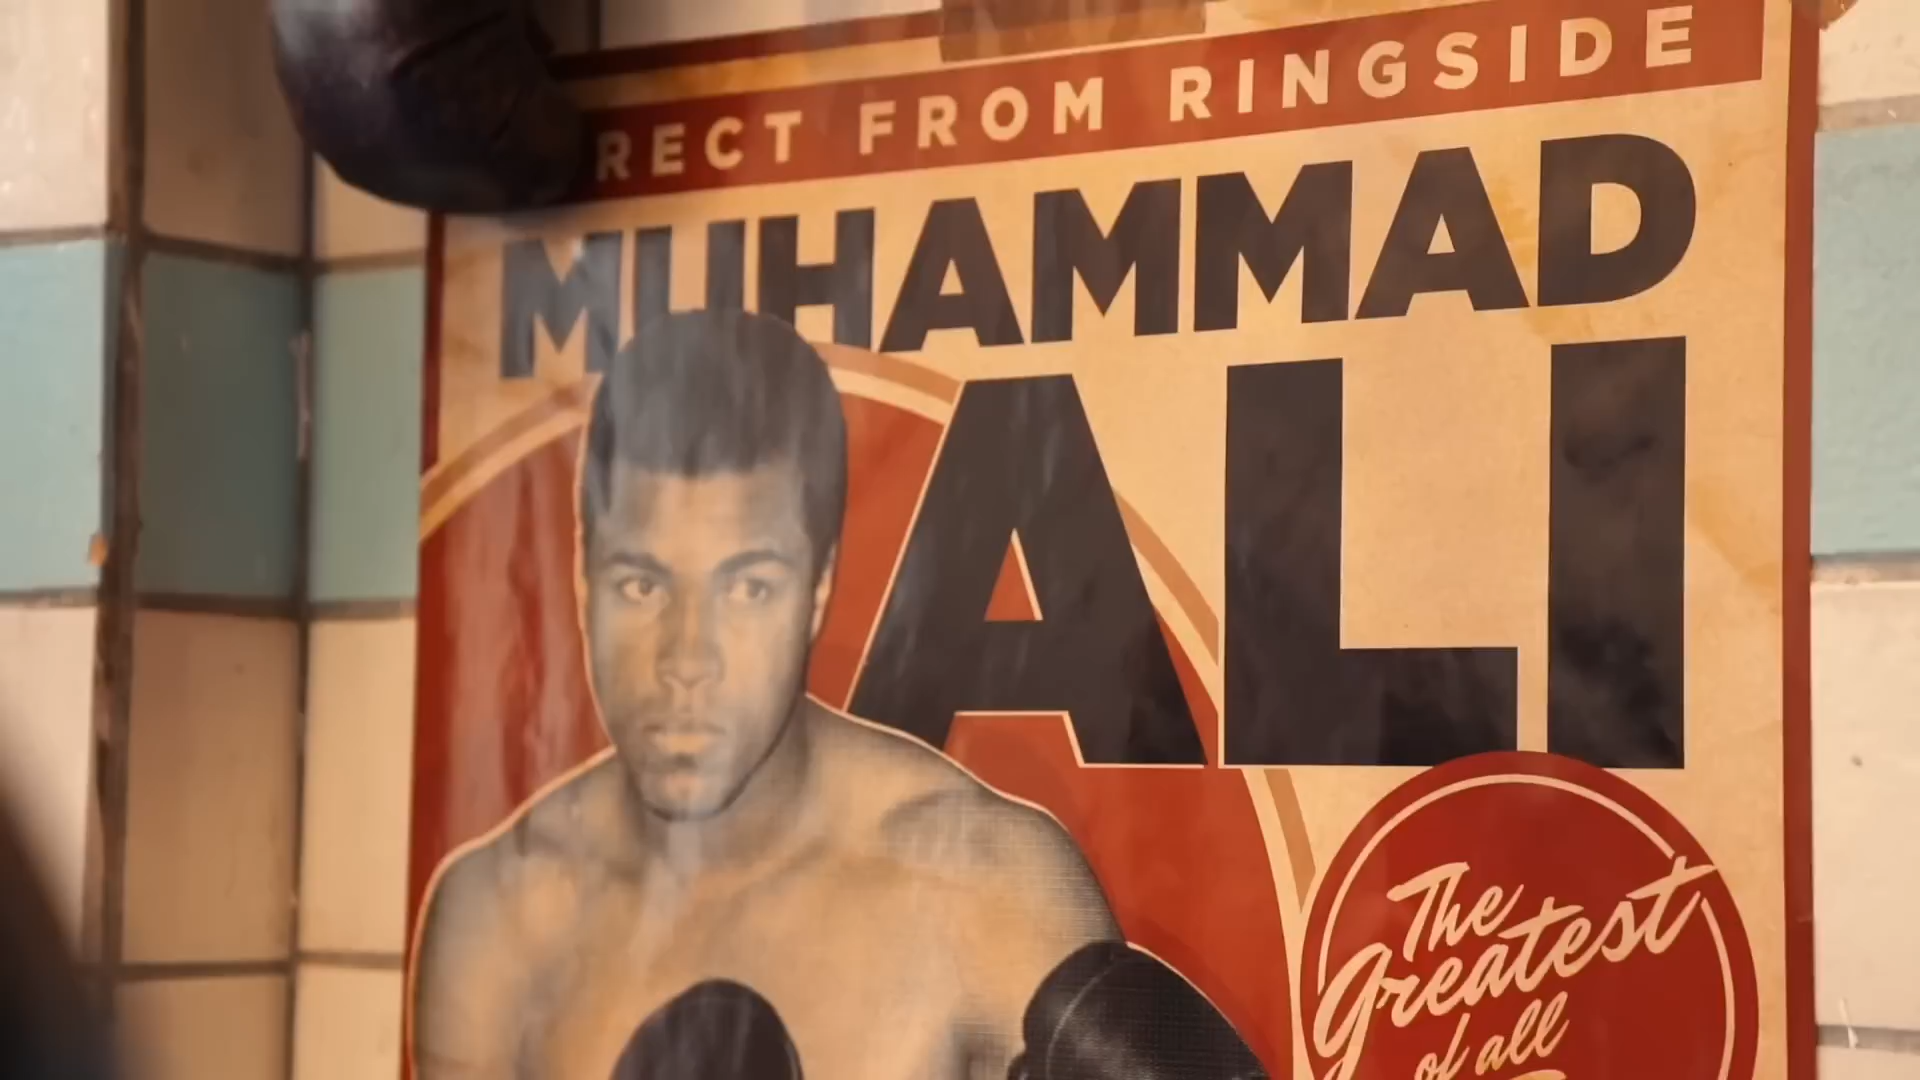 RECT FROM RINGSIDE
MUHAMMAD
ALI
The
Greatest
of all